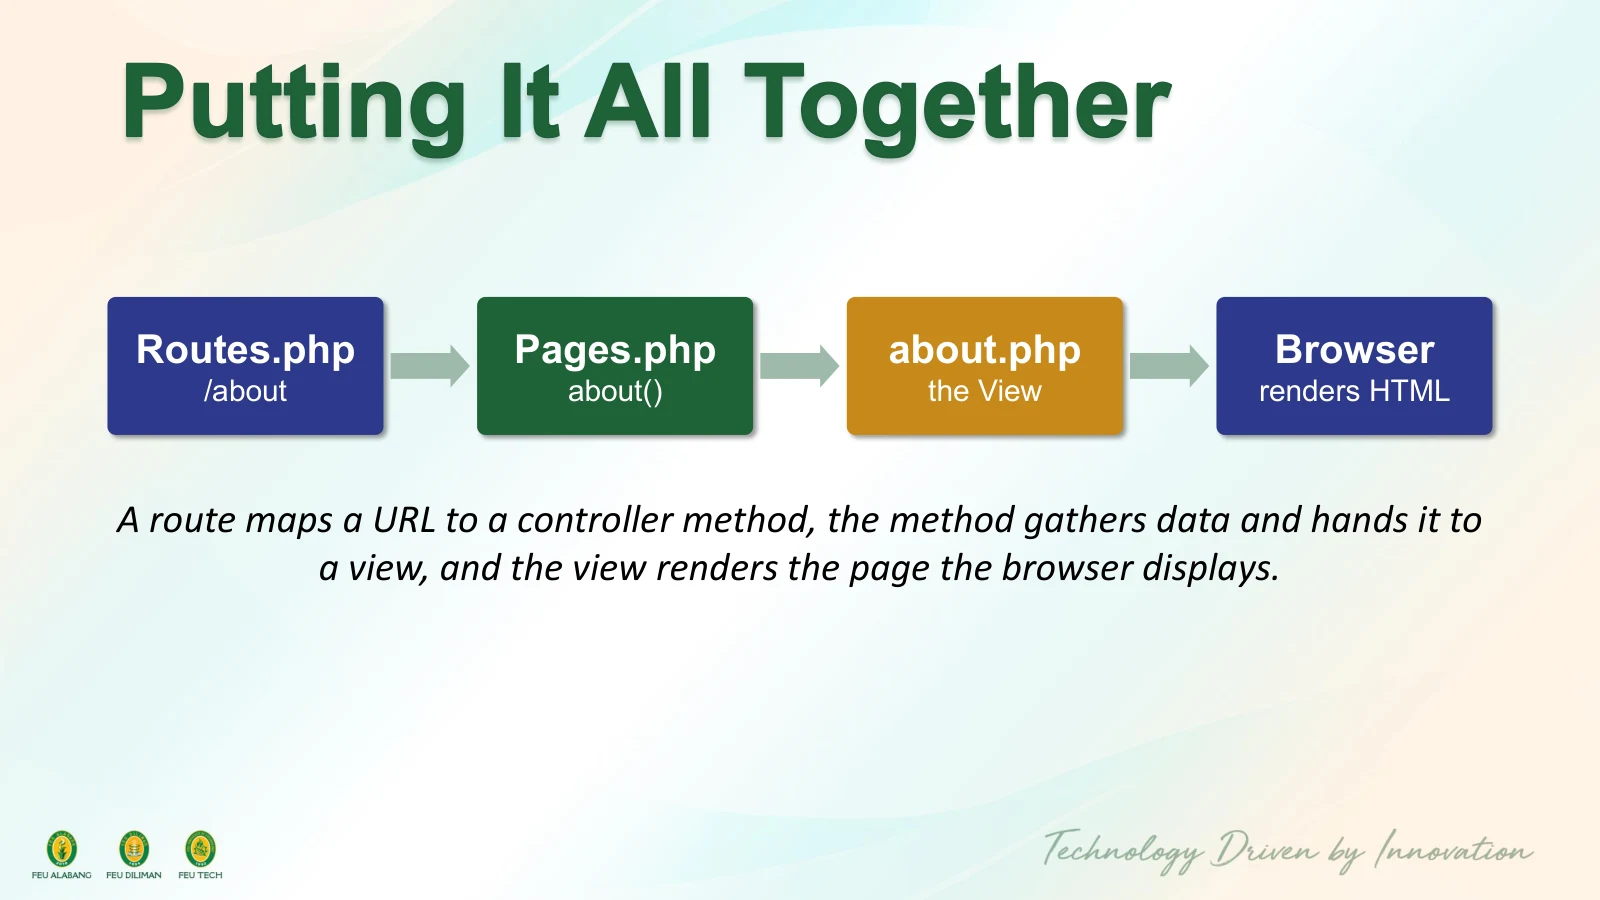 Putting It All Together
Routes.php
/about
Pages.php
about()
about.php
the View
Browser
renders HTML
A route maps a URL to a controller method, the method gathers data and hands it to
a view, and the view renders the page the browser displays.
FEU ALABANG
FEU DILIMAN
FEU TECH
Technology Driven by Innovation